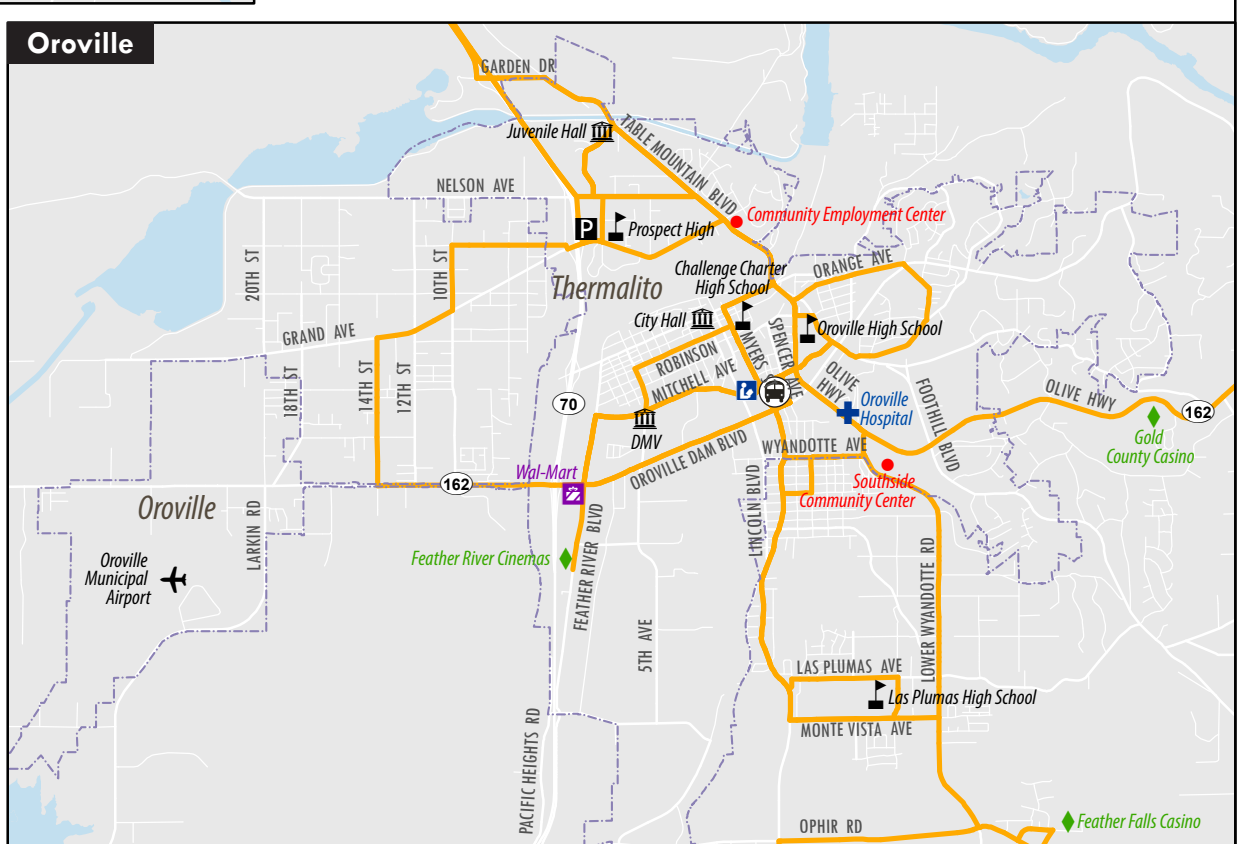 Oroville
GARDEN DR
Juvenile Hall
TABLE MOUNTAIN BLVD
NELSON AVE
P
Prospect High
Community Employment Center
20TH ST
10TH ST
Thermalito
Challenge Charter
High School
ORANGE AVE
City Hall
Oroville High School
GRAND AVE
MYERS
SPENCER AVE
ROBINSON
MITCHELL AVE
14TH ST
12TH ST
18TH ST
OLIVE
HWY
Oroville
Hospital
FOOTHILL BLVD
OLIVE HWY
162
70
DMV
Gold
County Casino
OROVILLE DAM BLVD
WYANDOTTE AVE
Wal-Mart
162
Southside
Community Center
Oroville
LARKIN RD
LINCOLN BLVD
Oroville
Municipal
Airport
Feather River Cinemas
FEATHER RIVER BLVD
LOWER WYANDOTTE RD
5TH AVE
LAS PLUMAS AVE
Las Plumas High School
MONTE VISTA AVE
PACIFIC HEIGHTS RD
OPHIR RD
Feather Falls Casino